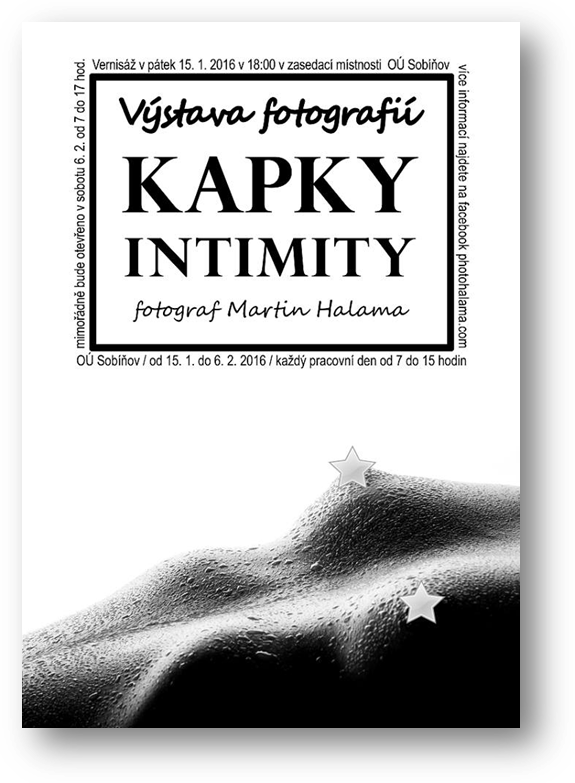 Vernisáž v pátek 15. 1. 2016 v 18:00 v zasedací místnosti OÚ Sobíňov
mimořádně bude otevřeno v sobotu 6. 2. od 7 do 17 hod.
Výstava fotografií
KAPKY
INTIMITY
fotograf Martin Halama
více informací najdete na facebook photohalama.com
OÚ Sobíňov / od 15. 1. do 6. 2. 2016 / každý pracovní den od 7 do 15 hodin